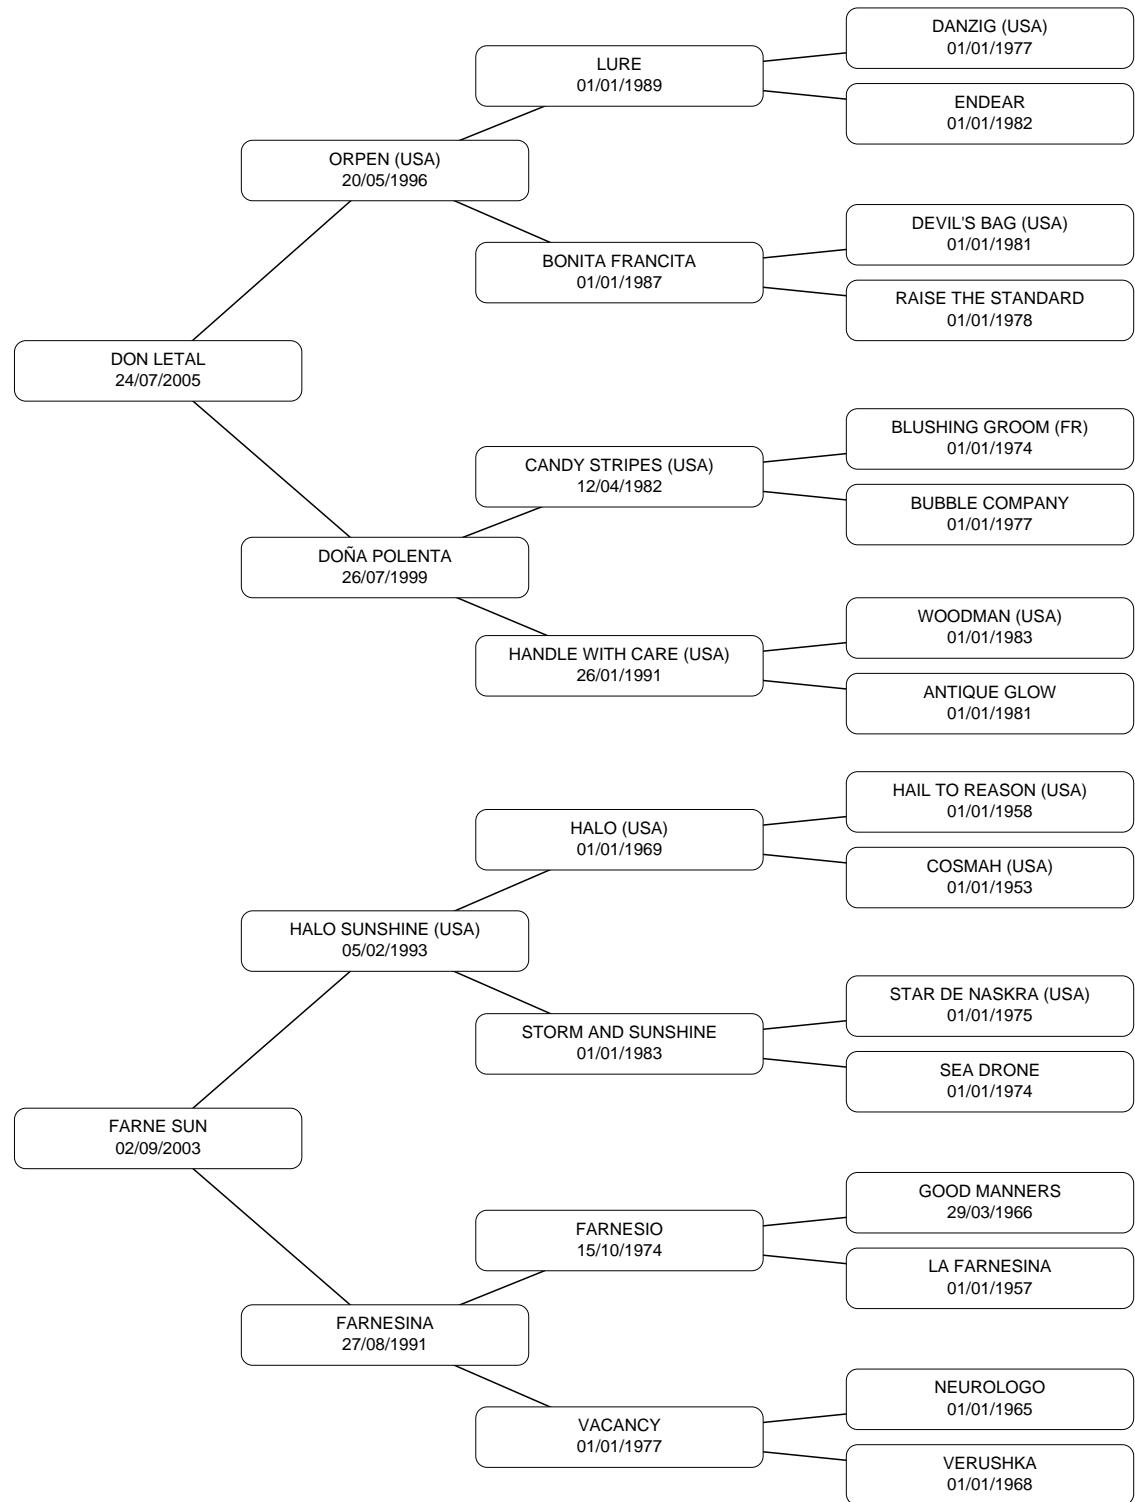 DANZIG (USA)
01/01/1977
LURE
01/01/1989
ENDEAR
01/01/1982
ORPEN (USA)
20/05/1996
DEVIL'S BAG (USA)
01/01/1981
BONITA FRANCITA
01/01/1987
RAISE THE STANDARD
01/01/1978
DON LETAL
24/07/2005
BLUSHING GROOM (FR)
01/01/1974
CANDY STRIPES (USA)
12/04/1982
BUBBLE COMPANY
01/01/1977
DOÑA POLENTA
26/07/1999
WOODMAN (USA)
01/01/1983
HANDLE WITH CARE (USA)
26/01/1991
ANTIQUE GLOW
01/01/1981
HAIL TO REASON (USA)
01/01/1958
HALO (USA)
01/01/1969
COSMAH (USA)
01/01/1953
HALO SUNSHINE (USA)
05/02/1993
STAR DE NASKRA (USA)
01/01/1975
STORM AND SUNSHINE
01/01/1983
SEA DRONE
01/01/1974
FARNE SUN
02/09/2003
GOOD MANNERS
29/03/1966
FARNESIO
15/10/1974
LA FARNESINA
01/01/1957
FARNESINA
27/08/1991
NEUROLOGO
01/01/1965
VACANCY
01/01/1977
VERUSHKA
01/01/1968